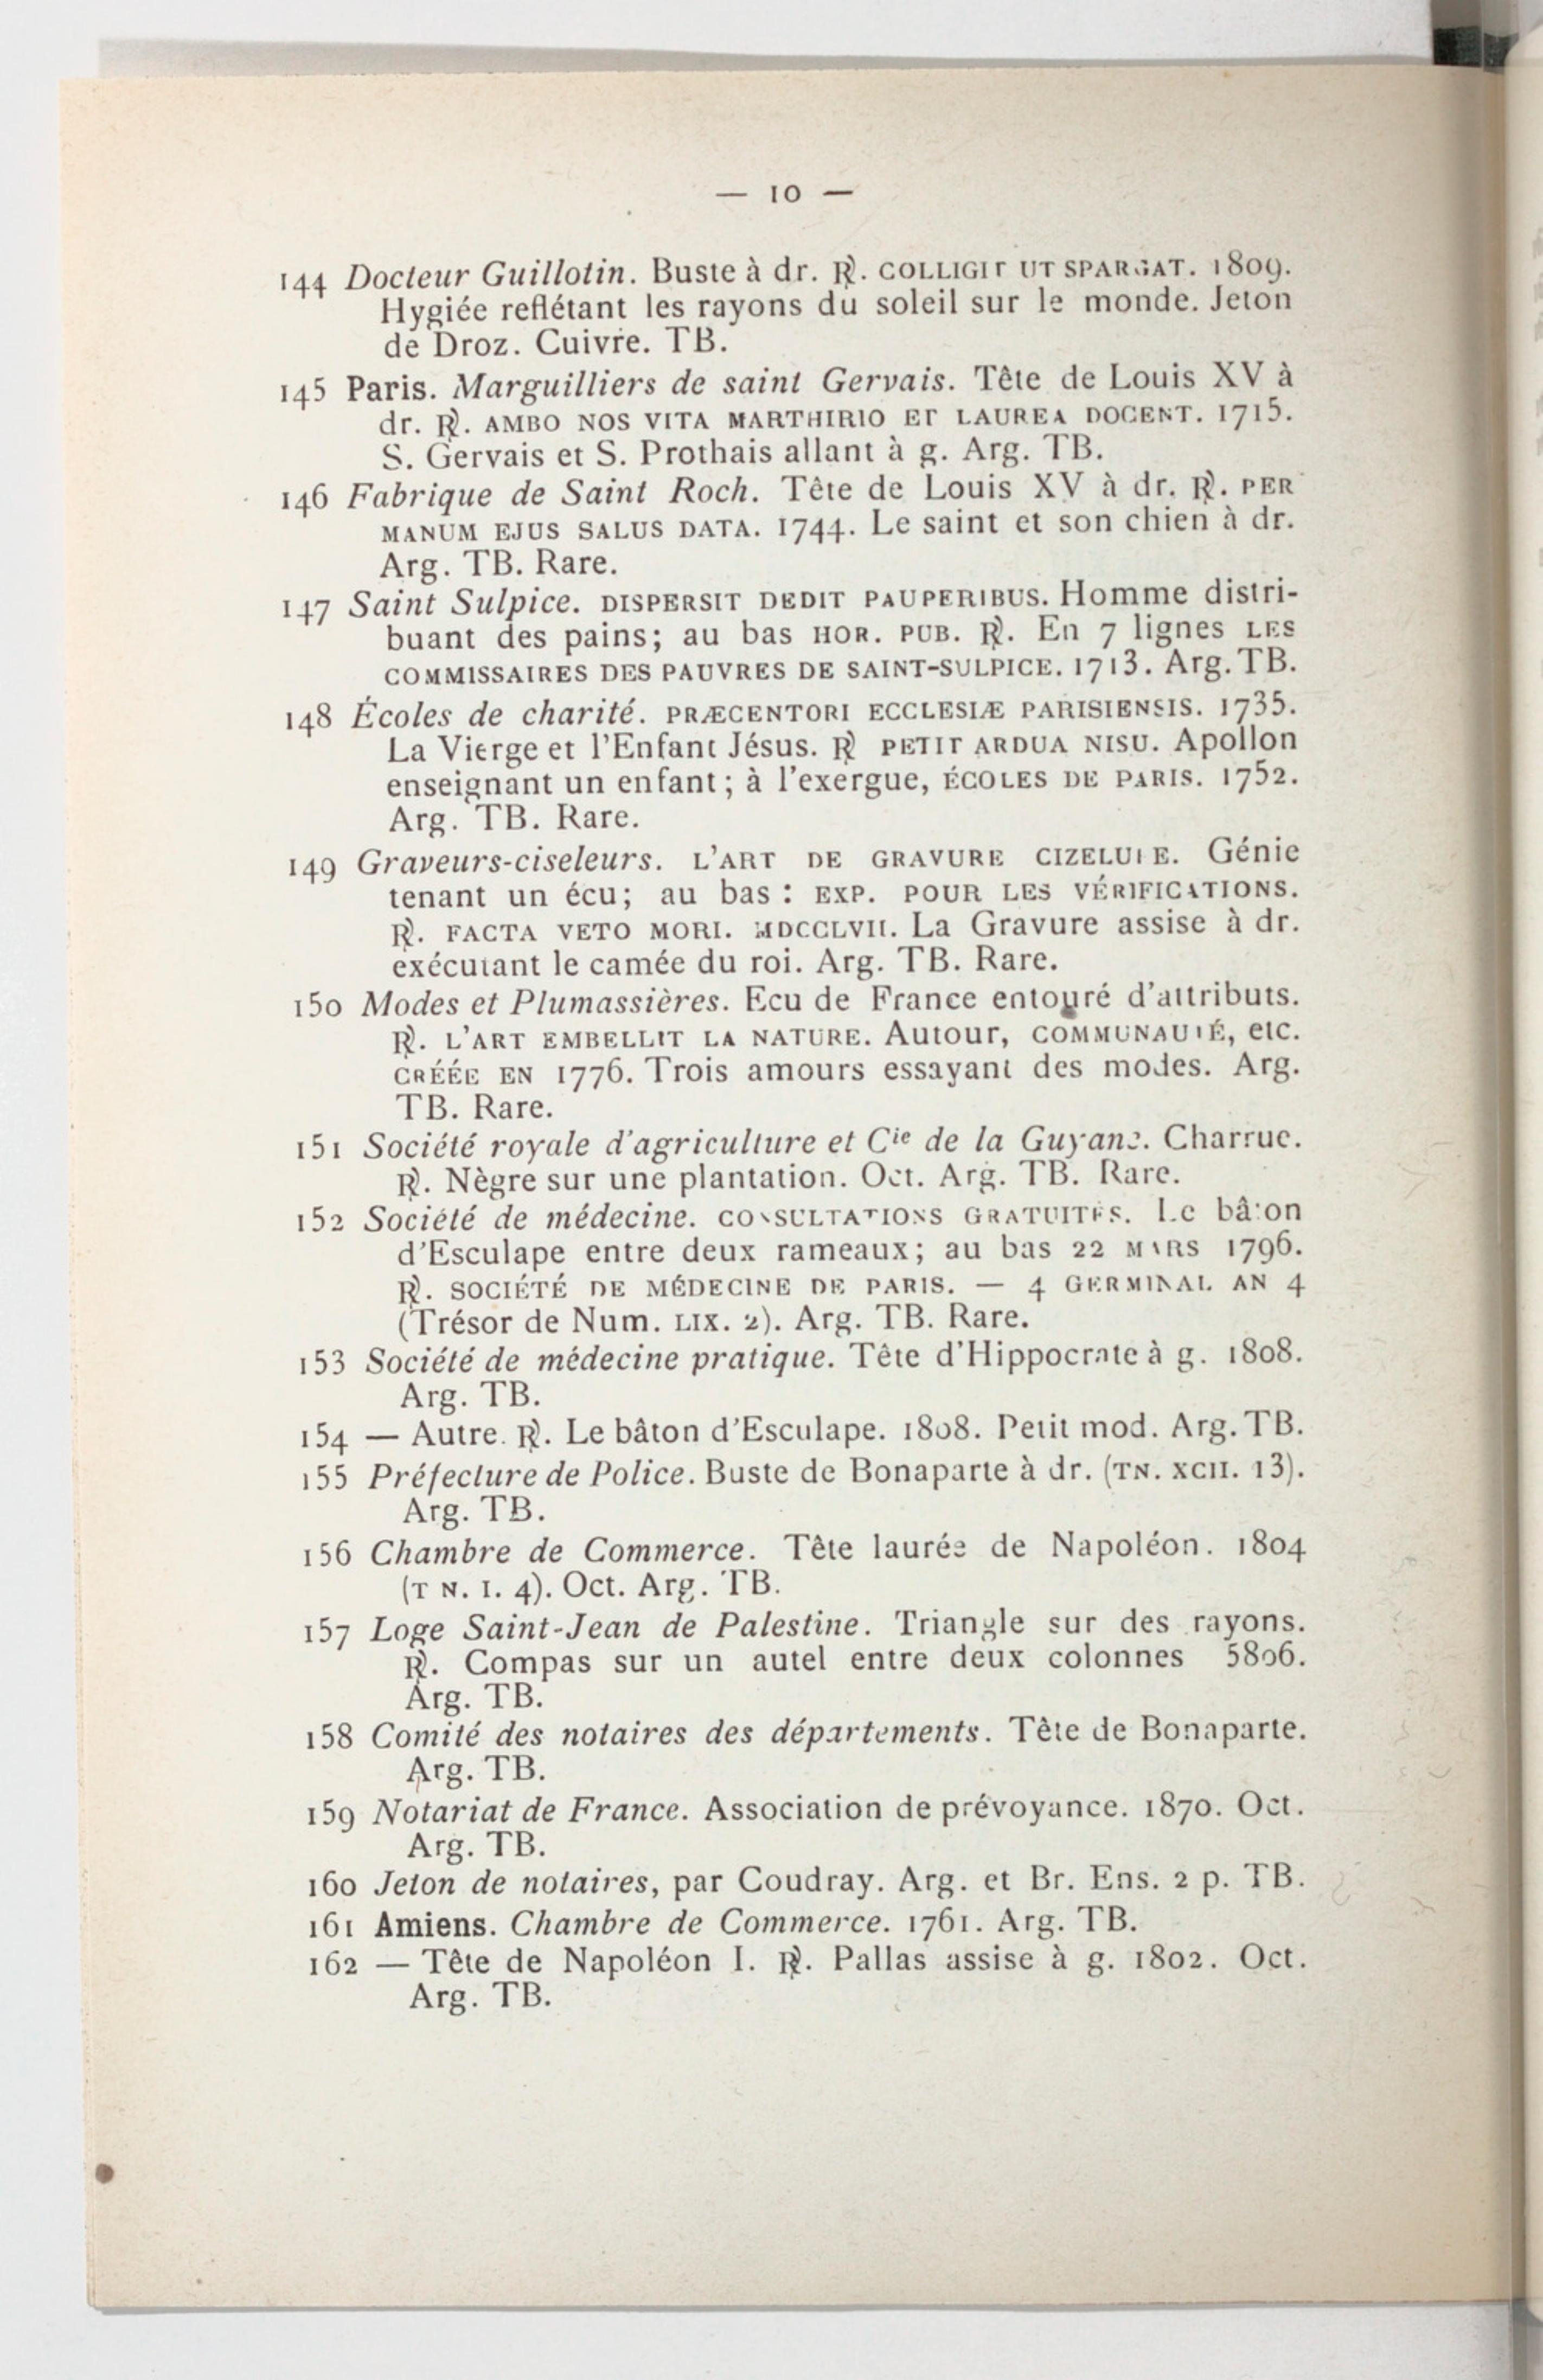 — 10 —
144 Docteur Guillotin. Buste à dr. ℟. COLLIGIT UT SPARGAT. 1809.
Hygiée reflétant les rayons du soleil sur le monde. Jeton
de Droz. Cuivre. TB.
145 Paris. Marguilliers de saint Gervais. Tête de Louis XV à
dr. ℟. AMBO NOS VITA MARTHIRIO ET LAUREA DOCENT. 1715.
S. Gervais et S. Prothais allant à g. Arg. TB.
146 Fabrique de Saint Roch. Tête de Louis XV à dr. ℟. PER
MANUM EJUS SALUS DATA. 1744. Le saint et son chien à dr.
Arg. TB. Rare.
147 Saint Sulpice. DISPERSIT DEDIT PAUPERIBUS. Homme distri-
buant des pains; au bas HOR. PUB. ℟. En 7 lignes LES
COMMISSAIRES DES PAUVRES DE SAINT-SULPICE. 1713. Arg. TB.
148 Écoles de charité. PRÆCENTORI ECCLESIÆ PARISIENSIS. 1735.
La Vierge et l'Enfant Jésus. ℟ PETIT ARDUA NISU. Apollon
enseignant un enfant; à l'exergue, ÉCOLES DE PARIS. 1752.
Arg. TB. Rare.
149 Graveurs-ciseleurs. L'ART DE GRAVURE CIZELURE. Génie
tenant un écu; au bas : EXP. POUR LES VÉRIFICATIONS.
℟. FACTA VETO MORI. MDCCLVII. La Gravure assise à dr.
exécutant le camée du roi. Arg. TB. Rare.
150 Modes et Plumassières. Ecu de France entouré d'attributs.
℟. L'ART EMBELLIT LA NATURE. Autour, COMMUNAUTÉ, etc.
CRÉÉE EN 1776. Trois amours essayant des modes. Arg.
TB. Rare.
151 Société royale d'agriculture et Cie de la Guyane. Charrue.
℟. Nègre sur une plantation. Oct. Arg. TB. Rare.
152 Société de médecine. CONSULTATIONS GRATUITES. Le bâton
d'Esculape entre deux rameaux; au bas 22 MARS 1796.
℟. SOCIÉTÉ DE MÉDECINE DE PARIS. — 4 GERMINAL AN 4
(Trésor de Num. LIX. 2). Arg. TB. Rare.
153 Société de médecine pratique. Tête d'Hippocrate à g. 1808.
Arg. TB.
154 — Autre. ℟. Le bâton d'Esculape. 1808. Petit mod. Arg. TB.
155 Préfecture de Police. Buste de Bonaparte à dr. (TN. XCII. 13).
Arg. TB.
156 Chambre de Commerce. Tête laurée de Napoléon. 1804
(T N. I. 4). Oct. Arg. TB.
157 Loge Saint-Jean de Palestine. Triangle sur des rayons.
℟. Compas sur un autel entre deux colonnes 5806.
Arg. TB.
158 Comité des notaires des départements. Tête de Bonaparte.
Arg. TB.
159 Notariat de France. Association de prévoyance. 1870. Oct.
Arg. TB.
160 Jeton de notaires, par Coudray. Arg. et Br. Ens. 2 p. TB.
161 Amiens. Chambre de Commerce. 1761. Arg. TB.
162 — Tête de Napoléon I. ℟. Pallas assise à g. 1802. Oct.
Arg. TB.